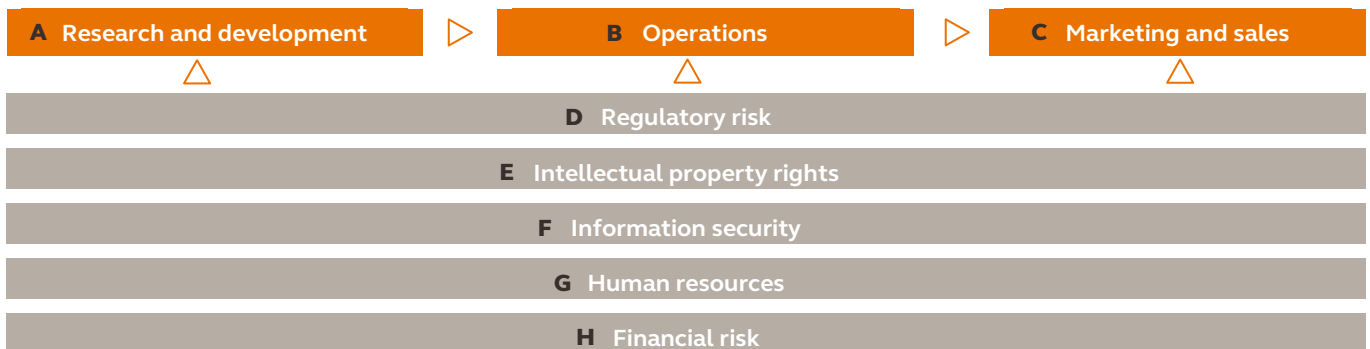 A Research and development
B Operations
C Marketing and sales
D Regulatory risk
E Intellectual property rights
F Information security
G Human resources
H Financial risk